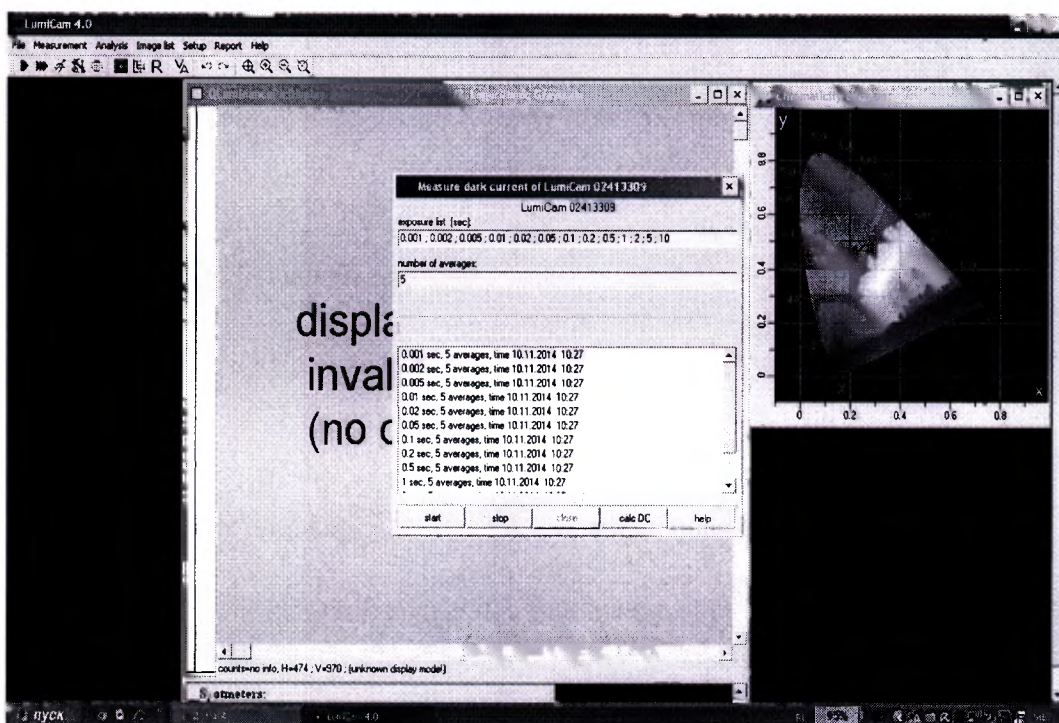 LumiCam 4.0
File Measurement Analysis Image list Setup Report Help
Measure dark current of LumiCam 02413309
LumiCam 02413309
exposure list [sec]:
0.001 ; 0.002 ; 0.005 ; 0.01 ; 0.02 ; 0.05 ; 0.1 ; 0.2 ; 0.5 ; 1 ; 2 ; 5 ; 10
number of averages:
5
displa
inval
(no
0.001 sec, 5 averages, time 10.11.2014 10:27
0.002 sec, 5 averages, time 10.11.2014 10:27
0.005 sec, 5 averages, time 10.11.2014 10:27
0.01 sec, 5 averages, time 10.11.2014 10:27
0.02 sec, 5 averages, time 10.11.2014 10:27
0.05 sec, 5 averages, time 10.11.2014 10:27
0.1 sec, 5 averages, time 10.11.2014 10:27
0.2 sec, 5 averages, time 10.11.2014 10:27
0.5 sec, 5 averages, time 10.11.2014 10:27
1 sec, 5 averages, time 10.11.2014 10:27
start stop close calc DC help
y
0.8
0.6
0.4
0.2
0
x
0 0.2 0.4 0.6 0.8
counts=no info, H=474 ; V=970 ; (unknown display model)
пуск
LumiCam 4.0